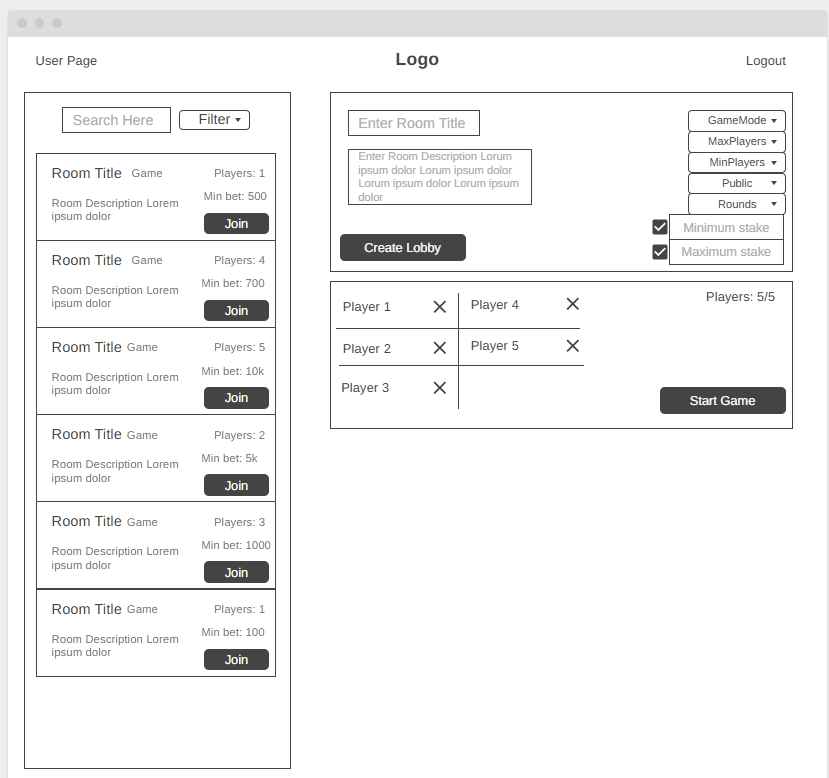 User Page
Logo
Logout
Search Here
Filter
Room Title Game
Players: 1
Min bet: 500
Room Description Lorem
ipsum dolor
Join
Room Title Game
Players: 4
Min bet: 700
Room Description Lorem
ipsum dolor
Join
Room Title Game
Players: 5
Min bet: 10k
Room Description Lorem
ipsum dolor
Join
Room Title Game
Players: 2
Min bet: 5k
Room Description Lorem
ipsum dolor
Join
Room Title Game
Players: 3
Min bet: 1000
Room Description Lorem
ipsum dolor
Join
Room Title Game
Players: 1
Min bet: 100
Room Description Lorem
ipsum dolor
Join
Enter Room Title
Enter Room Description Lorum
ipsum dolor Lorum ipsum dolor
Lorum ipsum dolor Lorum ipsum
dolor
Create Lobby
GameMode
MaxPlayers
MinPlayers
Public
Rounds
Minimum stake
Maximum stake
Player 1
Player 4
Players: 5/5
Player 2
Player 5
Player 3
Start Game